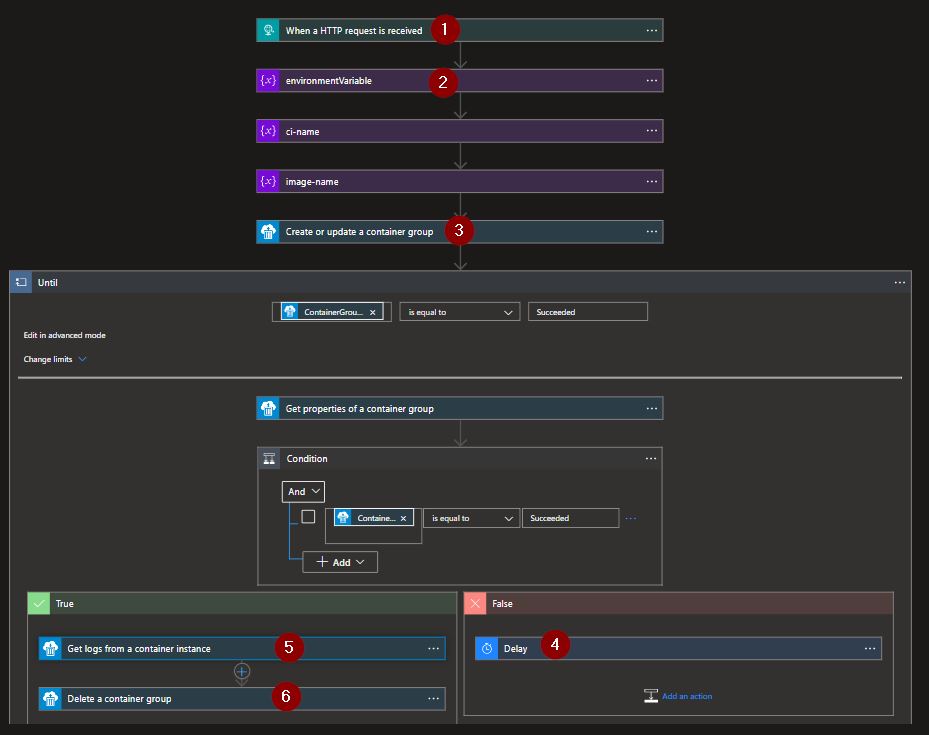 When a HTTP request is received 1 ...
{x} environmentVariable 2 ...
{x} ci-name ...
{x} image-name ...
Create or update a container group 3 ...
Until ...
ContainerGrou... × is equal to Succeeded
Edit in advanced mode
Change limits
Get properties of a container group ...
Condition ...
And
Containe... × is equal to Succeeded ...
+ Add
True
Get logs from a container instance 5 ...
Delete a container group 6 ...
False
Delay 4 ...
Add an action